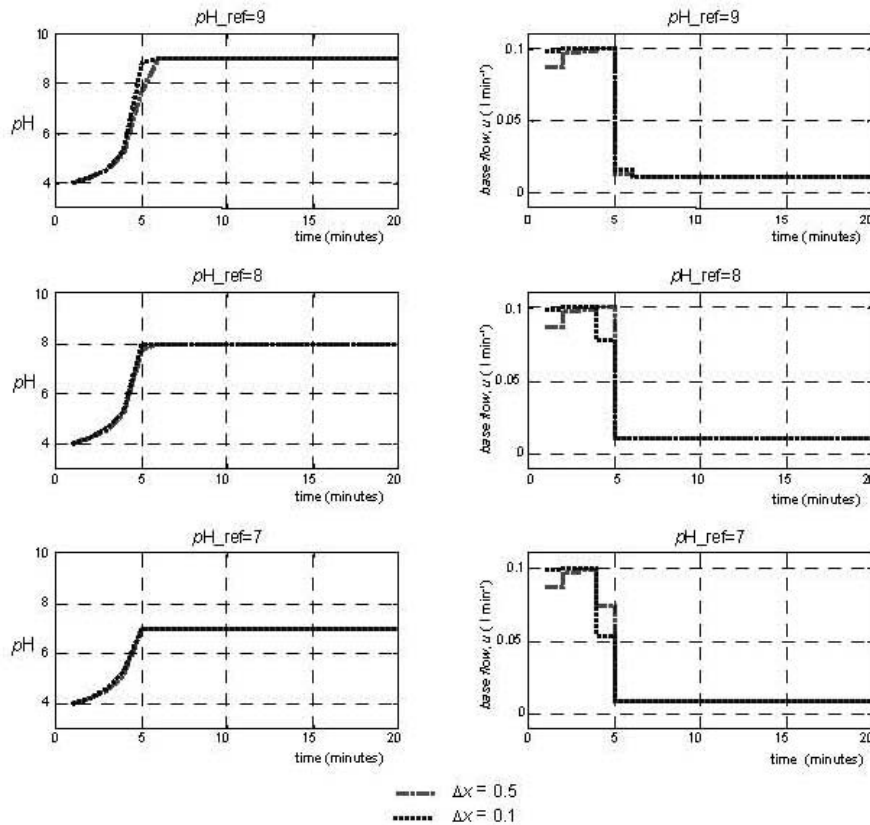 pH_ref=9
10
8
6
4
pH
0
5
10
15
20
time (minutes)
pH_ref=9
0.1
0.05
0
base flow, u ( l min⁻¹)
0
5
10
15
20
time (minutes)
pH_ref=8
10
8
6
4
pH
0
5
10
15
20
time (minutes)
pH_ref=8
0.1
0.05
0
base flow, u ( l min⁻¹)
0
5
10
15
20
time (minutes)
pH_ref=7
10
8
6
4
pH
0
5
10
15
20
time (minutes)
pH_ref=7
0.1
0.05
0
base flow, u ( l min⁻¹)
0
5
10
15
20
time (minutes)
Δx = 0.5
Δx = 0.1